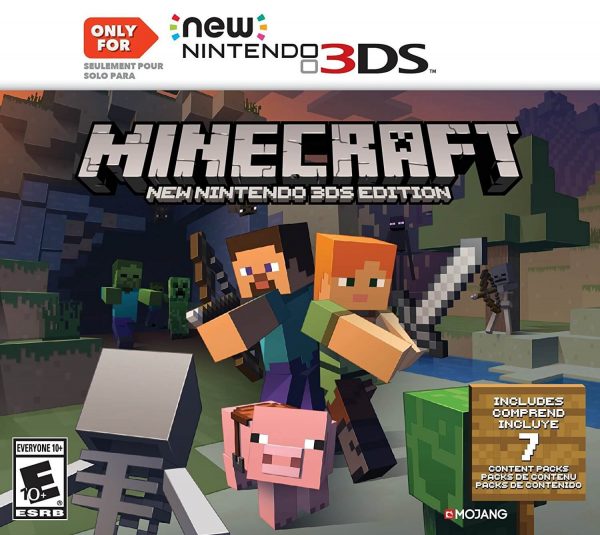 ONLY
FOR
SEULEMENT POUR
SOLO PARA
new
NINTENDO 3DS™
MINECRAFT
NEW NINTENDO 3DS EDITION
INCLUDES
COMPREND
INCLUYE
7
CONTENT PACKS
PACKS DE CONTENU
PACKS DE CONTENIDO
EVERYONE 10+
E
10+
ESRB
MOJANG